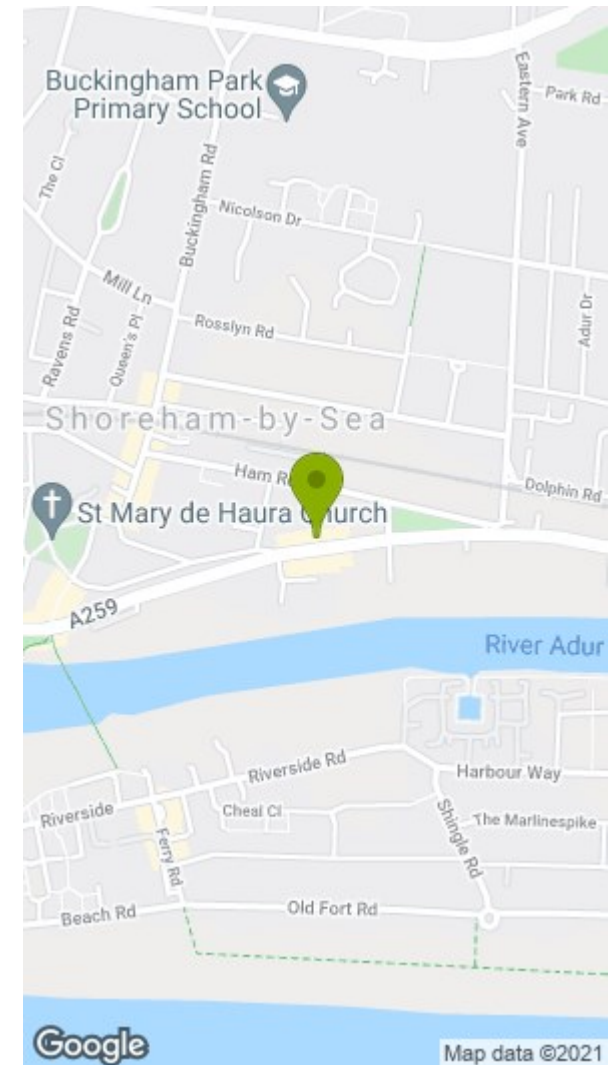 Buckingham Park
Primary School
Eastern Ave
Park Rd
The Cl
Buckingham Rd
Nicolson Dr
Mill Ln
Ravens Rd
Queen's Pl
Rosslyn Rd
Adur Dr
Shoreham-by-Sea
Ham R
Dolphin Rd
St Mary de Haura Church
A259
River Adur
Riverside Rd
Harbour Way
Riverside
Cheal Cl
Shingle Rd
The Marlinespike
Ferry Rd
Beach Rd
Old Fort Rd
Google
Map data ©2021